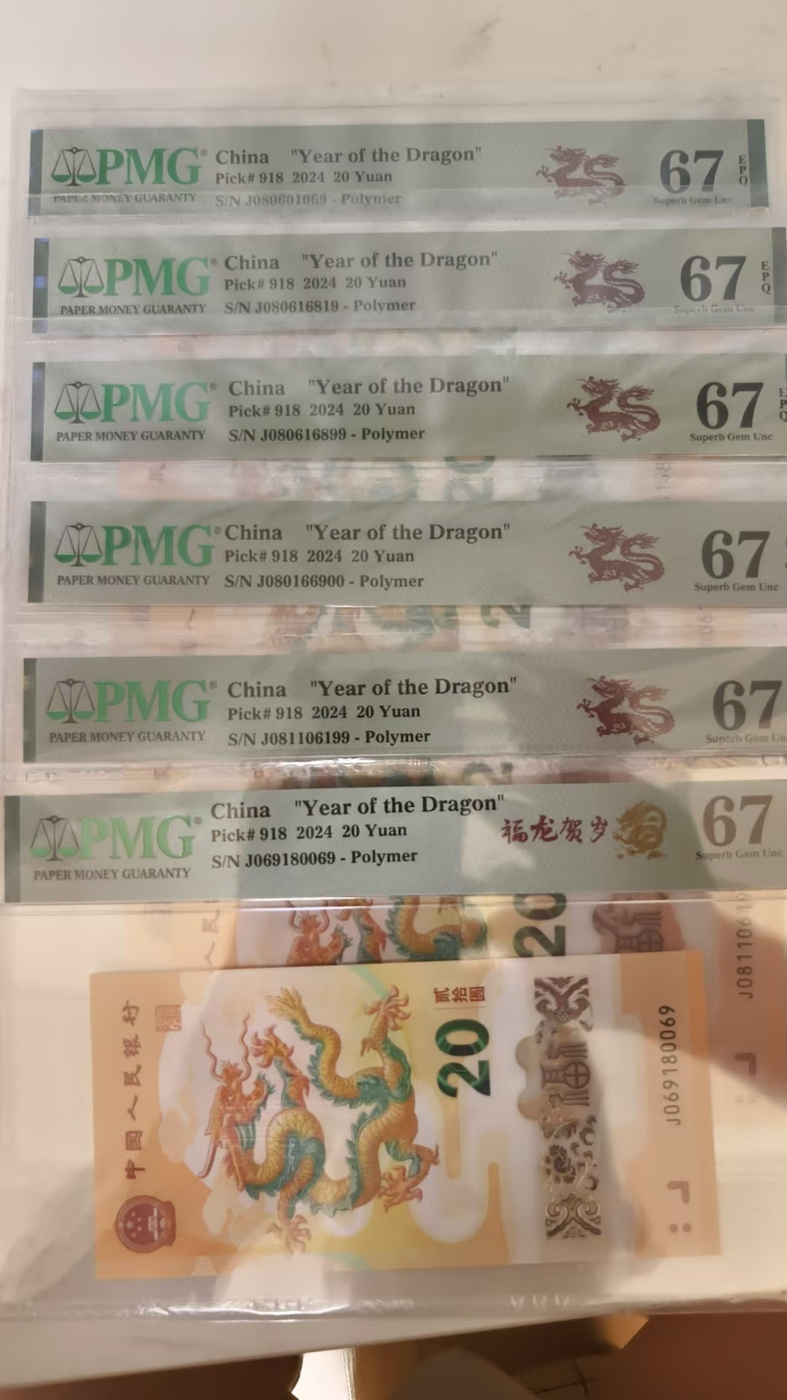 PMG®
PAPER MONEY GUARANTY
China "Year of the Dragon"
Pick# 918 2024 20 Yuan
S/N J080601069 - Polymer
67
EPQ
Superb Gem Unc
PMG®
PAPER MONEY GUARANTY
China "Year of the Dragon"
Pick# 918 2024 20 Yuan
S/N J080616819 - Polymer
67
EPQ
Superb Gem Unc
PMG®
PAPER MONEY GUARANTY
China "Year of the Dragon"
Pick# 918 2024 20 Yuan
S/N J080616899 - Polymer
67
EPQ
Superb Gem Unc
PMG®
PAPER MONEY GUARANTY
China "Year of the Dragon"
Pick# 918 2024 20 Yuan
S/N J080166900 - Polymer
67
Superb Gem Unc
PMG®
PAPER MONEY GUARANTY
China "Year of the Dragon"
Pick# 918 2024 20 Yuan
S/N J081106199 - Polymer
67
Superb Gem Un
PMG®
PAPER MONEY GUARANTY
China "Year of the Dragon"
Pick# 918 2024 20 Yuan
S/N J069180069 - Polymer
福龙贺岁
67
Superb Gem Unc
20
J0811061
中国人民银行
贰拾圆
20
J069180069